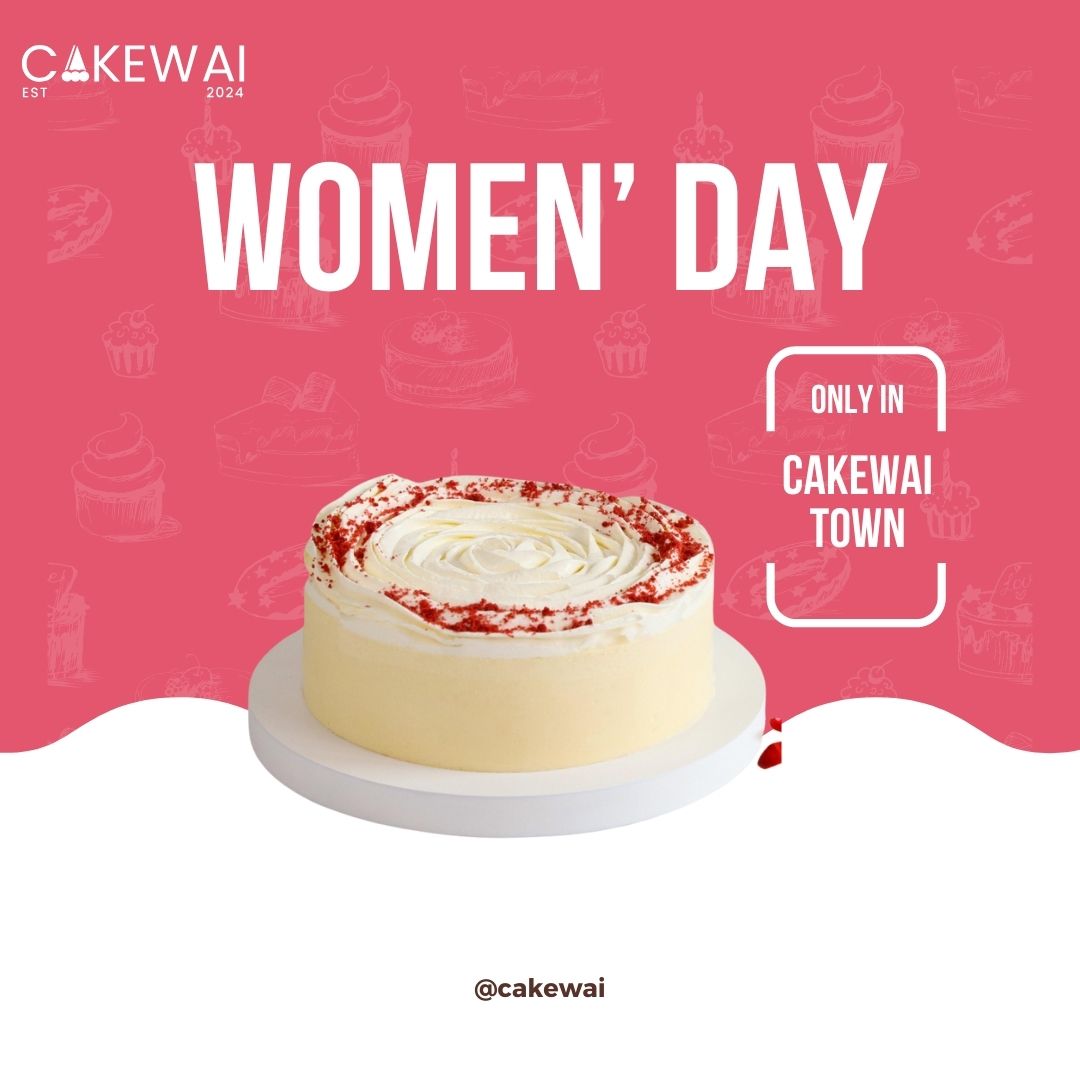 CAKEWAI
EST 2024
WOMEN’ DAY
ONLY IN
CAKEWAI
TOWN
@cakewai